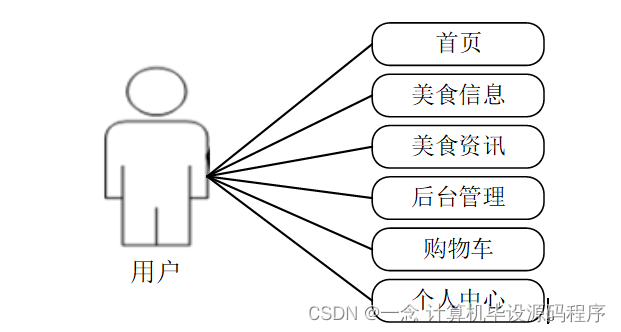 首页
美食信息
美食资讯
后台管理
购物车
个人中心
用户
CSDN @一念 计算机毕设源码程序